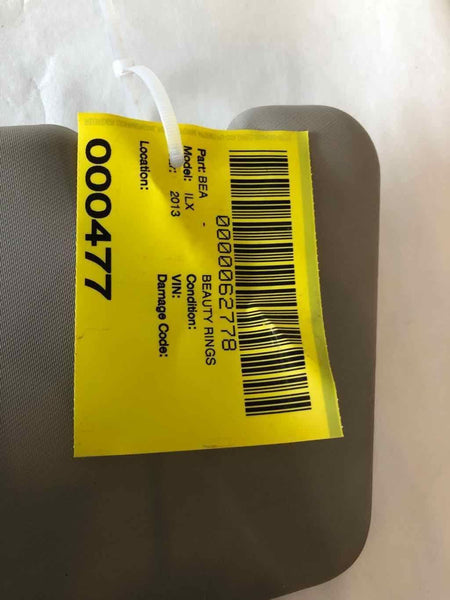 0000062778
Part: BEA - BEAUTY RINGS
Model: ILX Condition:
2013 VIN:
Location: Damage Code:
000477